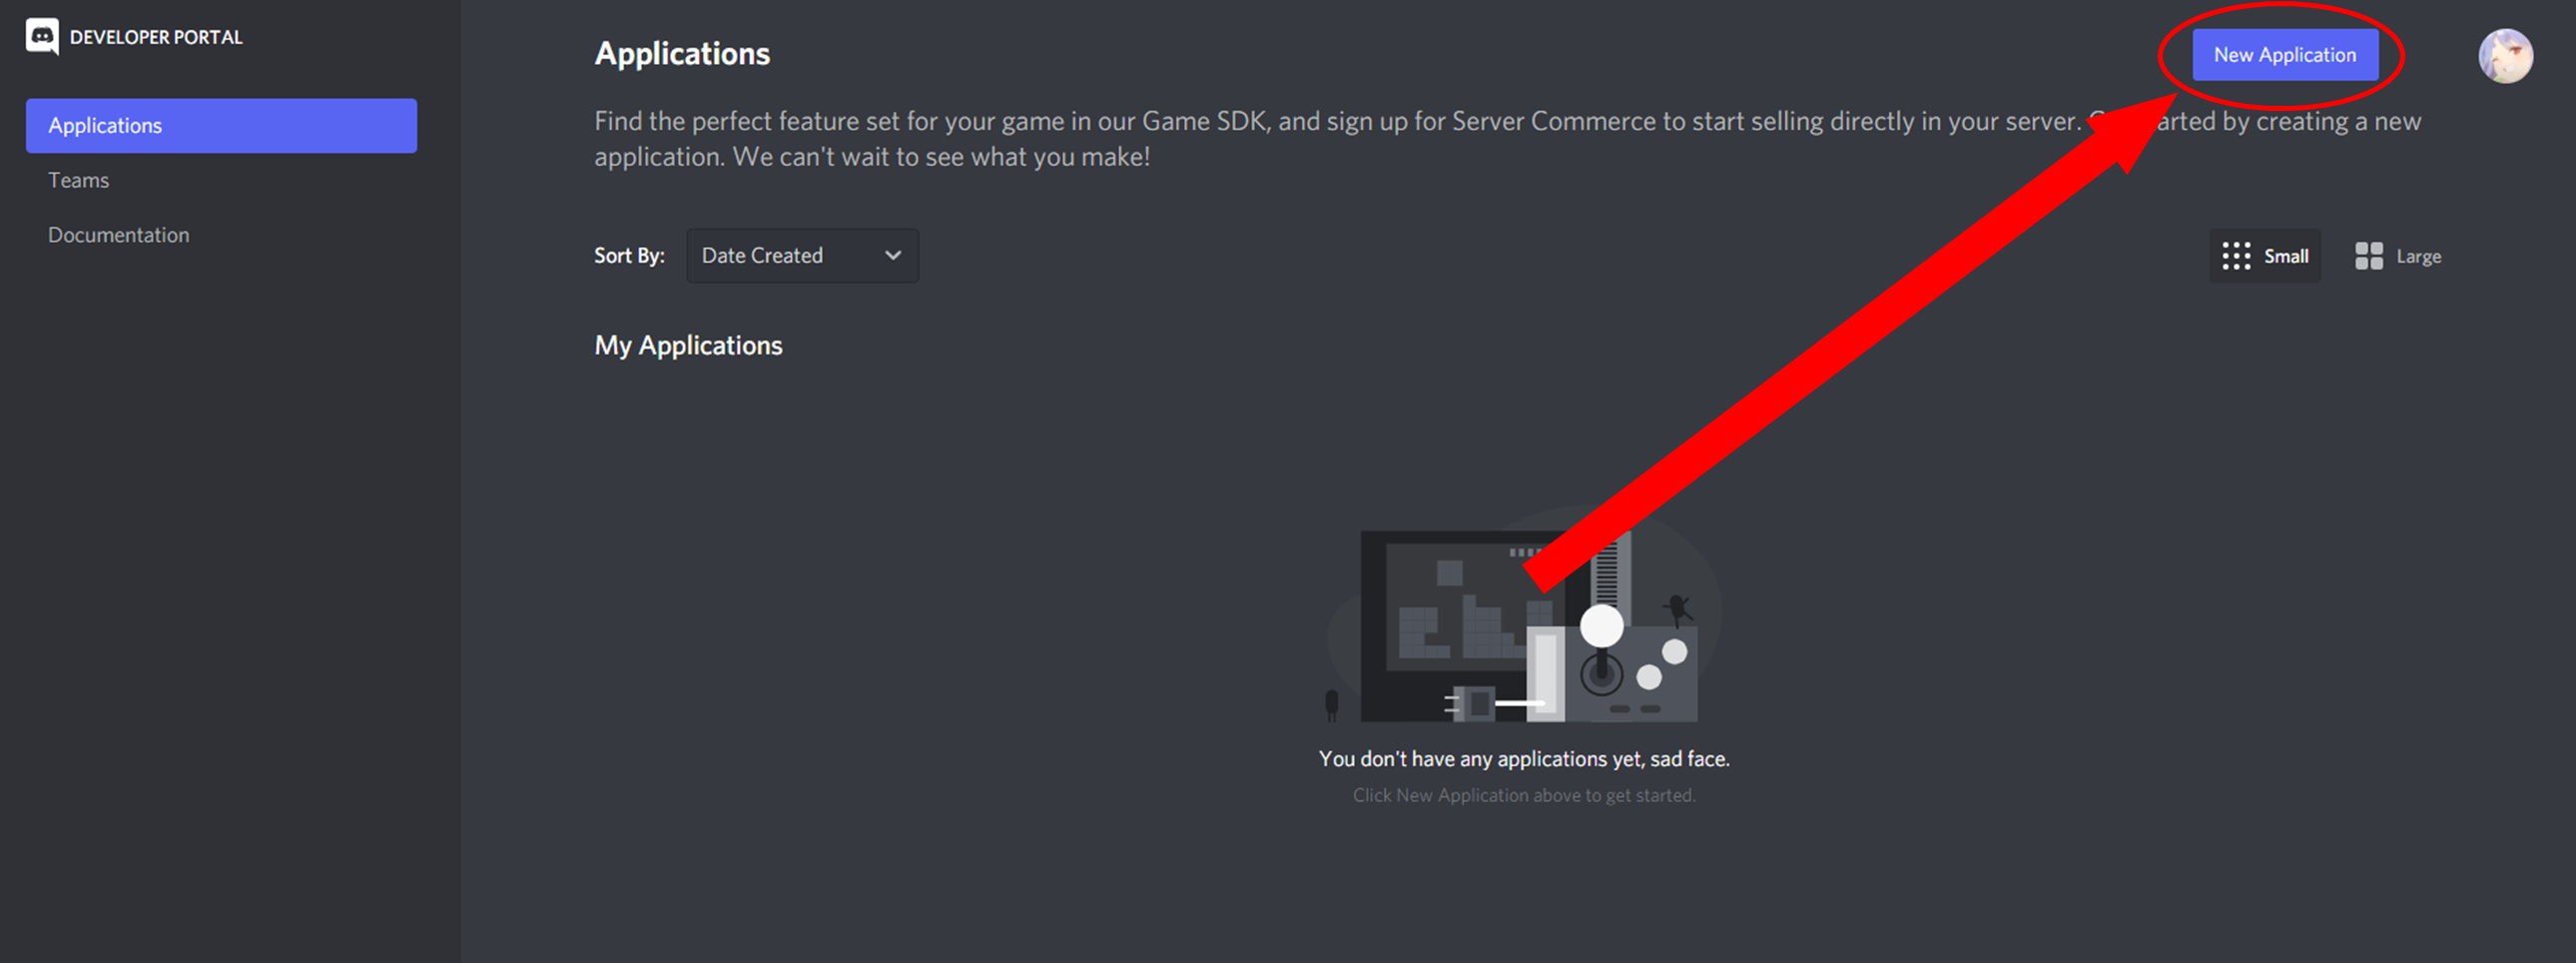 DEVELOPER PORTAL
Applications
Teams
Documentation
Applications
New Application
Find the perfect feature set for your game in our Game SDK, and sign up for Server Commerce to start selling directly in your server. arted by creating a new
application. We can't wait to see what you make!
Sort By:
Date Created
Small
Large
My Applications
You don't have any applications yet, sad face.
Click New Application above to get started.